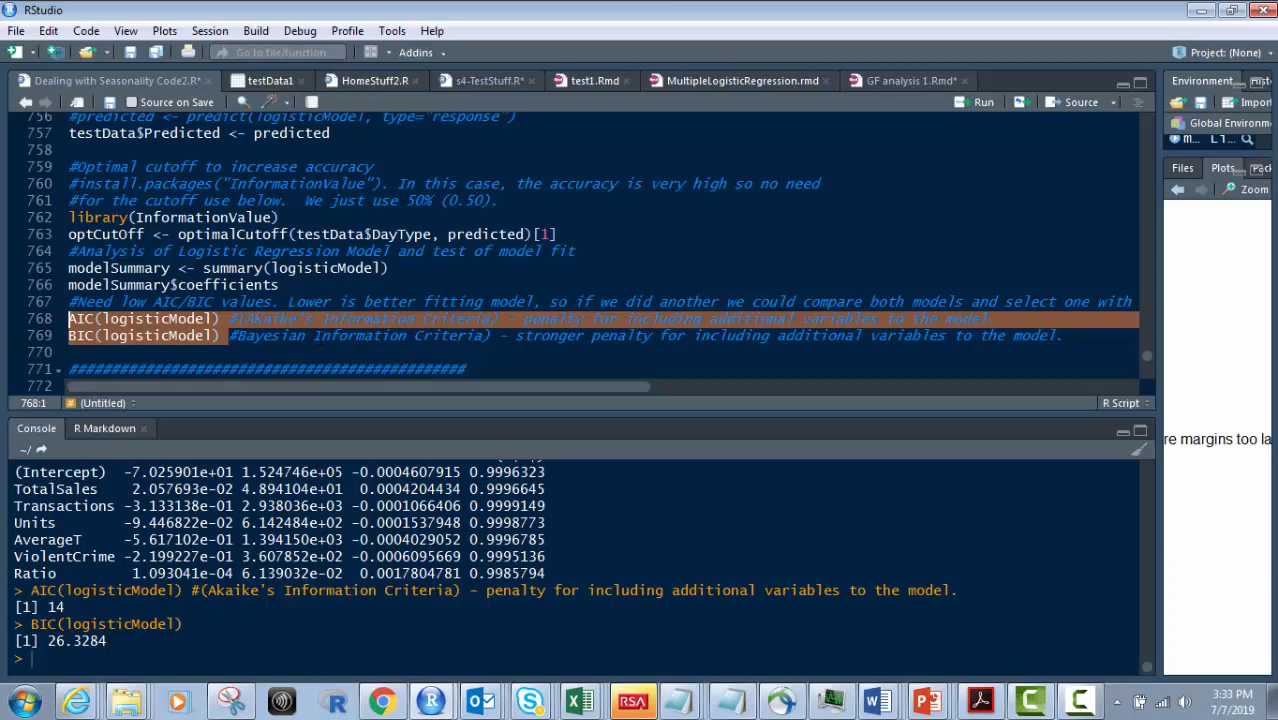 RStudio
File Edit Code View Plots Session Build Debug Profile Tools Help
Go to file/function Addins Project: (None)
Dealing with Seasonality Code2.R* testData1 HomeStuff2.R s4-TestStuff.R* test1.Rmd MultipleLogisticRegression.rmd GF analysis 1.Rmd*
Source on Save Run Source
756 #predicted <- predict(logisticModel, type="response")
757 testData$Predicted <- predicted
758
759 #Optimal cutoff to increase accuracy
760 #install.packages("InformationValue"). In this case, the accuracy is very high so no need
761 #for the cutoff use below. We just use 50% (0.50).
762 library(InformationValue)
763 optCutOff <- optimalCutoff(testData$DayType, predicted)[1]
764 #Analysis of Logistic Regression Model and test of model fit
765 modelSummary <- summary(logisticModel)
766 modelSummary$coefficients
767 #Need low AIC/BIC values. Lower is better fitting model, so if we did another we could compare both models and select one with
768 AIC(logisticModel) #(Akaike's Information Criteria) - penalty for including additional variables to the model.
769 BIC(logisticModel) #Bayesian Information Criteria) - stronger penalty for including additional variables to the model.
770
771 ###############################################
772
768:1 (Untitled) R Script
Console R Markdown
~/
(Intercept) -7.025901e+01 1.524746e+05 -0.0004607915 0.9996323
TotalSales 2.057693e-02 4.894104e+01 0.0004204434 0.9996645
Transactions -3.133138e-01 2.938036e+03 -0.0001066406 0.9999149
Units -9.446822e-02 6.142484e+02 -0.0001537948 0.9998773
AverageT -5.617102e-01 1.394150e+03 -0.0004029052 0.9996785
ViolentCrime -2.199227e-01 3.607852e+02 -0.0006095669 0.9995136
Ratio 1.093041e-04 6.139032e-02 0.0017804781 0.9985794
> AIC(logisticModel) #(Akaike's Information Criteria) - penalty for including additional variables to the model.
[1] 14
> BIC(logisticModel)
[1] 26.3284
>
Environment
Import
Global Environm
Files Plots
Zoom
re margins too la
RSA
3:33 PM
7/7/2019